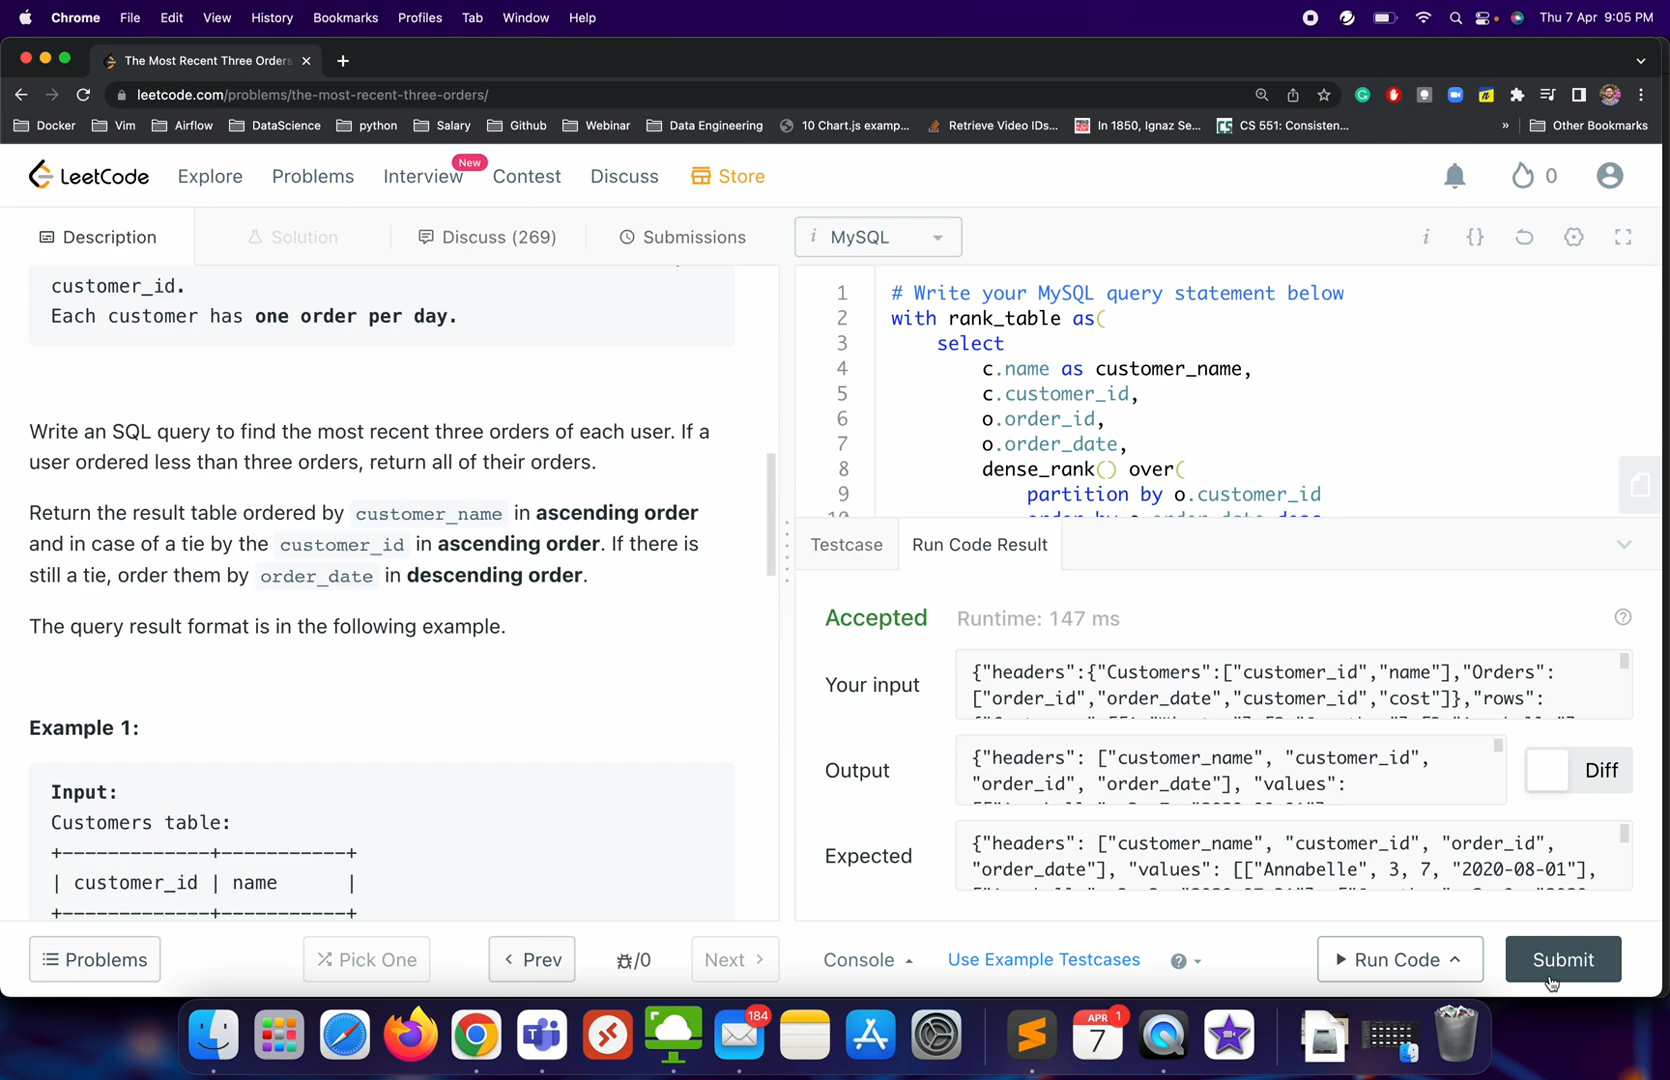 Chrome File Edit View History Bookmarks Profiles Tab Window Help Thu 7 Apr 9:05 PM
The Most Recent Three Orders
leetcode.com/problems/the-most-recent-three-orders/
Docker Vim Airflow DataScience python Salary Github Webinar Data Engineering 10 Chart.js examp... Retrieve Video IDs... In 1850, Ignaz Se... CS 551: Consisten... » Other Bookmarks
LeetCode Explore Problems Interview New Contest Discuss Store 0
Description Solution Discuss (269) Submissions
i MySQL i {}
customer_id.
Each customer has one order per day.
Write an SQL query to find the most recent three orders of each user. If a
user ordered less than three orders, return all of their orders.
Return the result table ordered by customer_name in ascending order
and in case of a tie by the customer_id in ascending order. If there is
still a tie, order them by order_date in descending order.
The query result format is in the following example.
Example 1:
Input:
Customers table:
+-------------+-----------+
| customer_id | name |
+-------------+-----------+
1 # Write your MySQL query statement below
2 with rank_table as(
3 select
4 c.name as customer_name,
5 c.customer_id,
6 o.order_id,
7 o.order_date,
8 dense_rank() over(
9 partition by o.customer_id
10 order by o.order_date desc
Testcase Run Code Result
Accepted Runtime: 147 ms
Your input
{"headers":{"Customers":["customer_id","name"],"Orders":
["order_id","order_date","customer_id","cost"]},"rows":
Output
{"headers": ["customer_name", "customer_id",
"order_id", "order_date"], "values":
Diff
Expected
{"headers": ["customer_name", "customer_id", "order_id",
"order_date"], "values": [["Annabelle", 3, 7, "2020-08-01"],
Problems Pick One Prev /0 Next Console Use Example Testcases Run Code Submit
184
APR
7
1